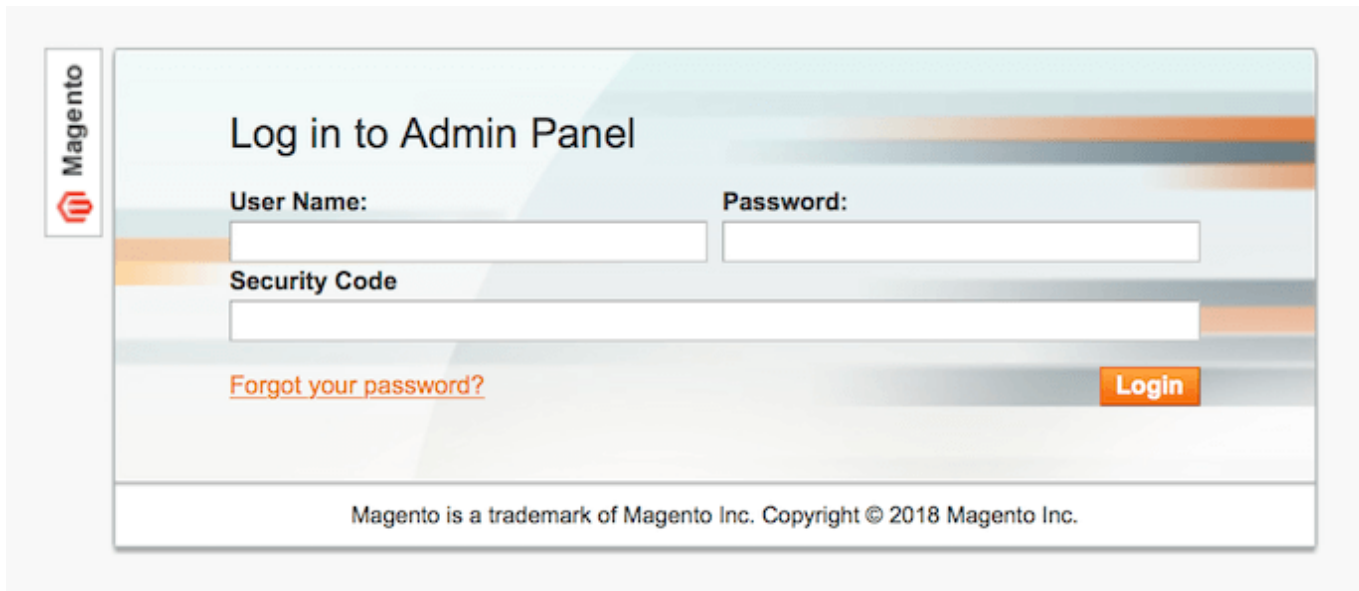 Magento
Log in to Admin Panel
User Name:
Password:
Security Code
Forgot your password?
Login
Magento is a trademark of Magento Inc. Copyright © 2018 Magento Inc.